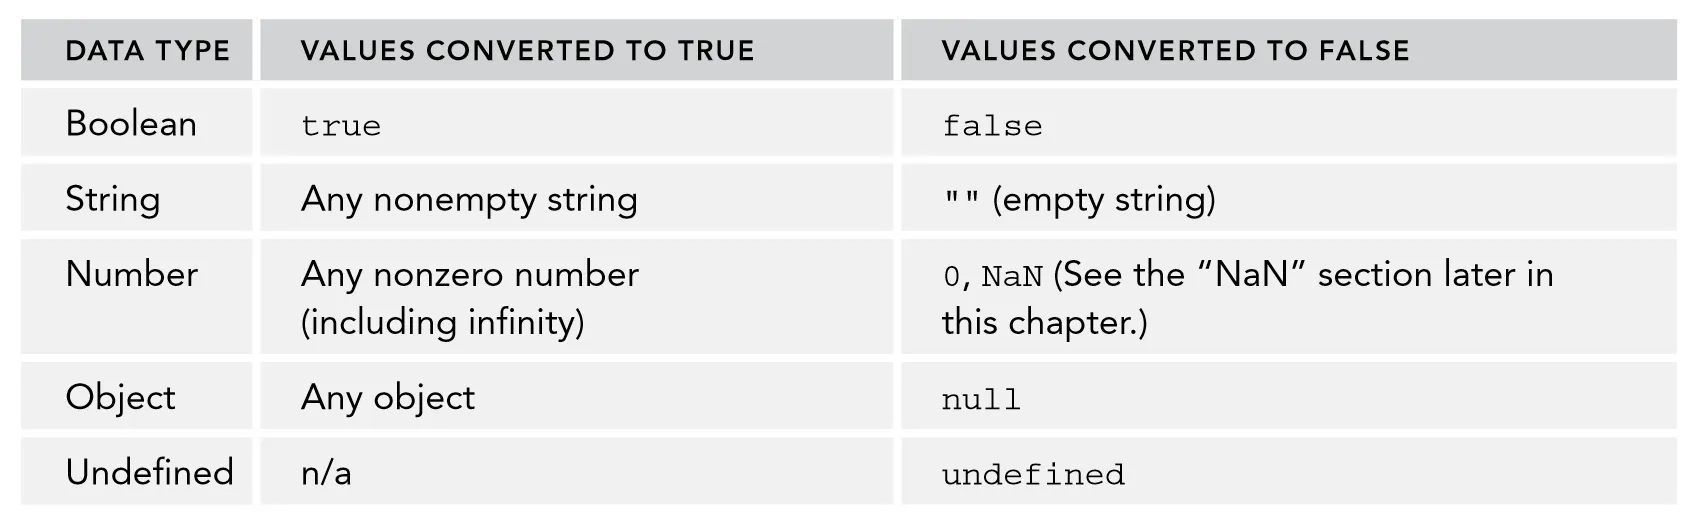 DATA TYPE VALUES CONVERTED TO TRUE VALUES CONVERTED TO FALSE
Boolean true false
String Any nonempty string "" (empty string)
Number Any nonzero number 0, NaN (See the “NaN” section later in
(including infinity) this chapter.)
Object Any object null
Undefined n/a undefined